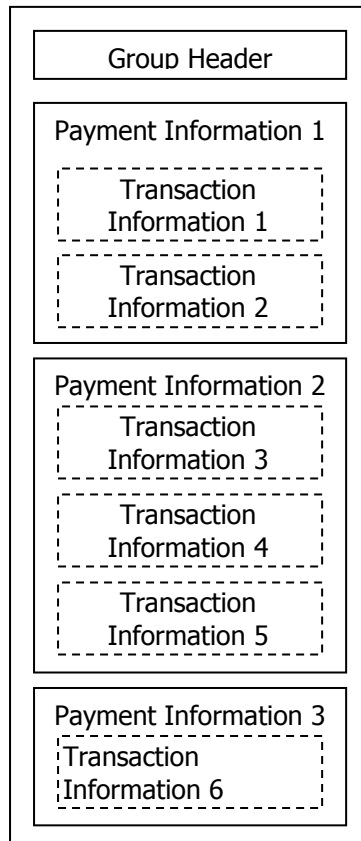 Group Header
Payment Information 1
Transaction
Information 1
Transaction
Information 2
Payment Information 2
Transaction
Information 3
Transaction
Information 4
Transaction
Information 5
Payment Information 3
Transaction
Information 6